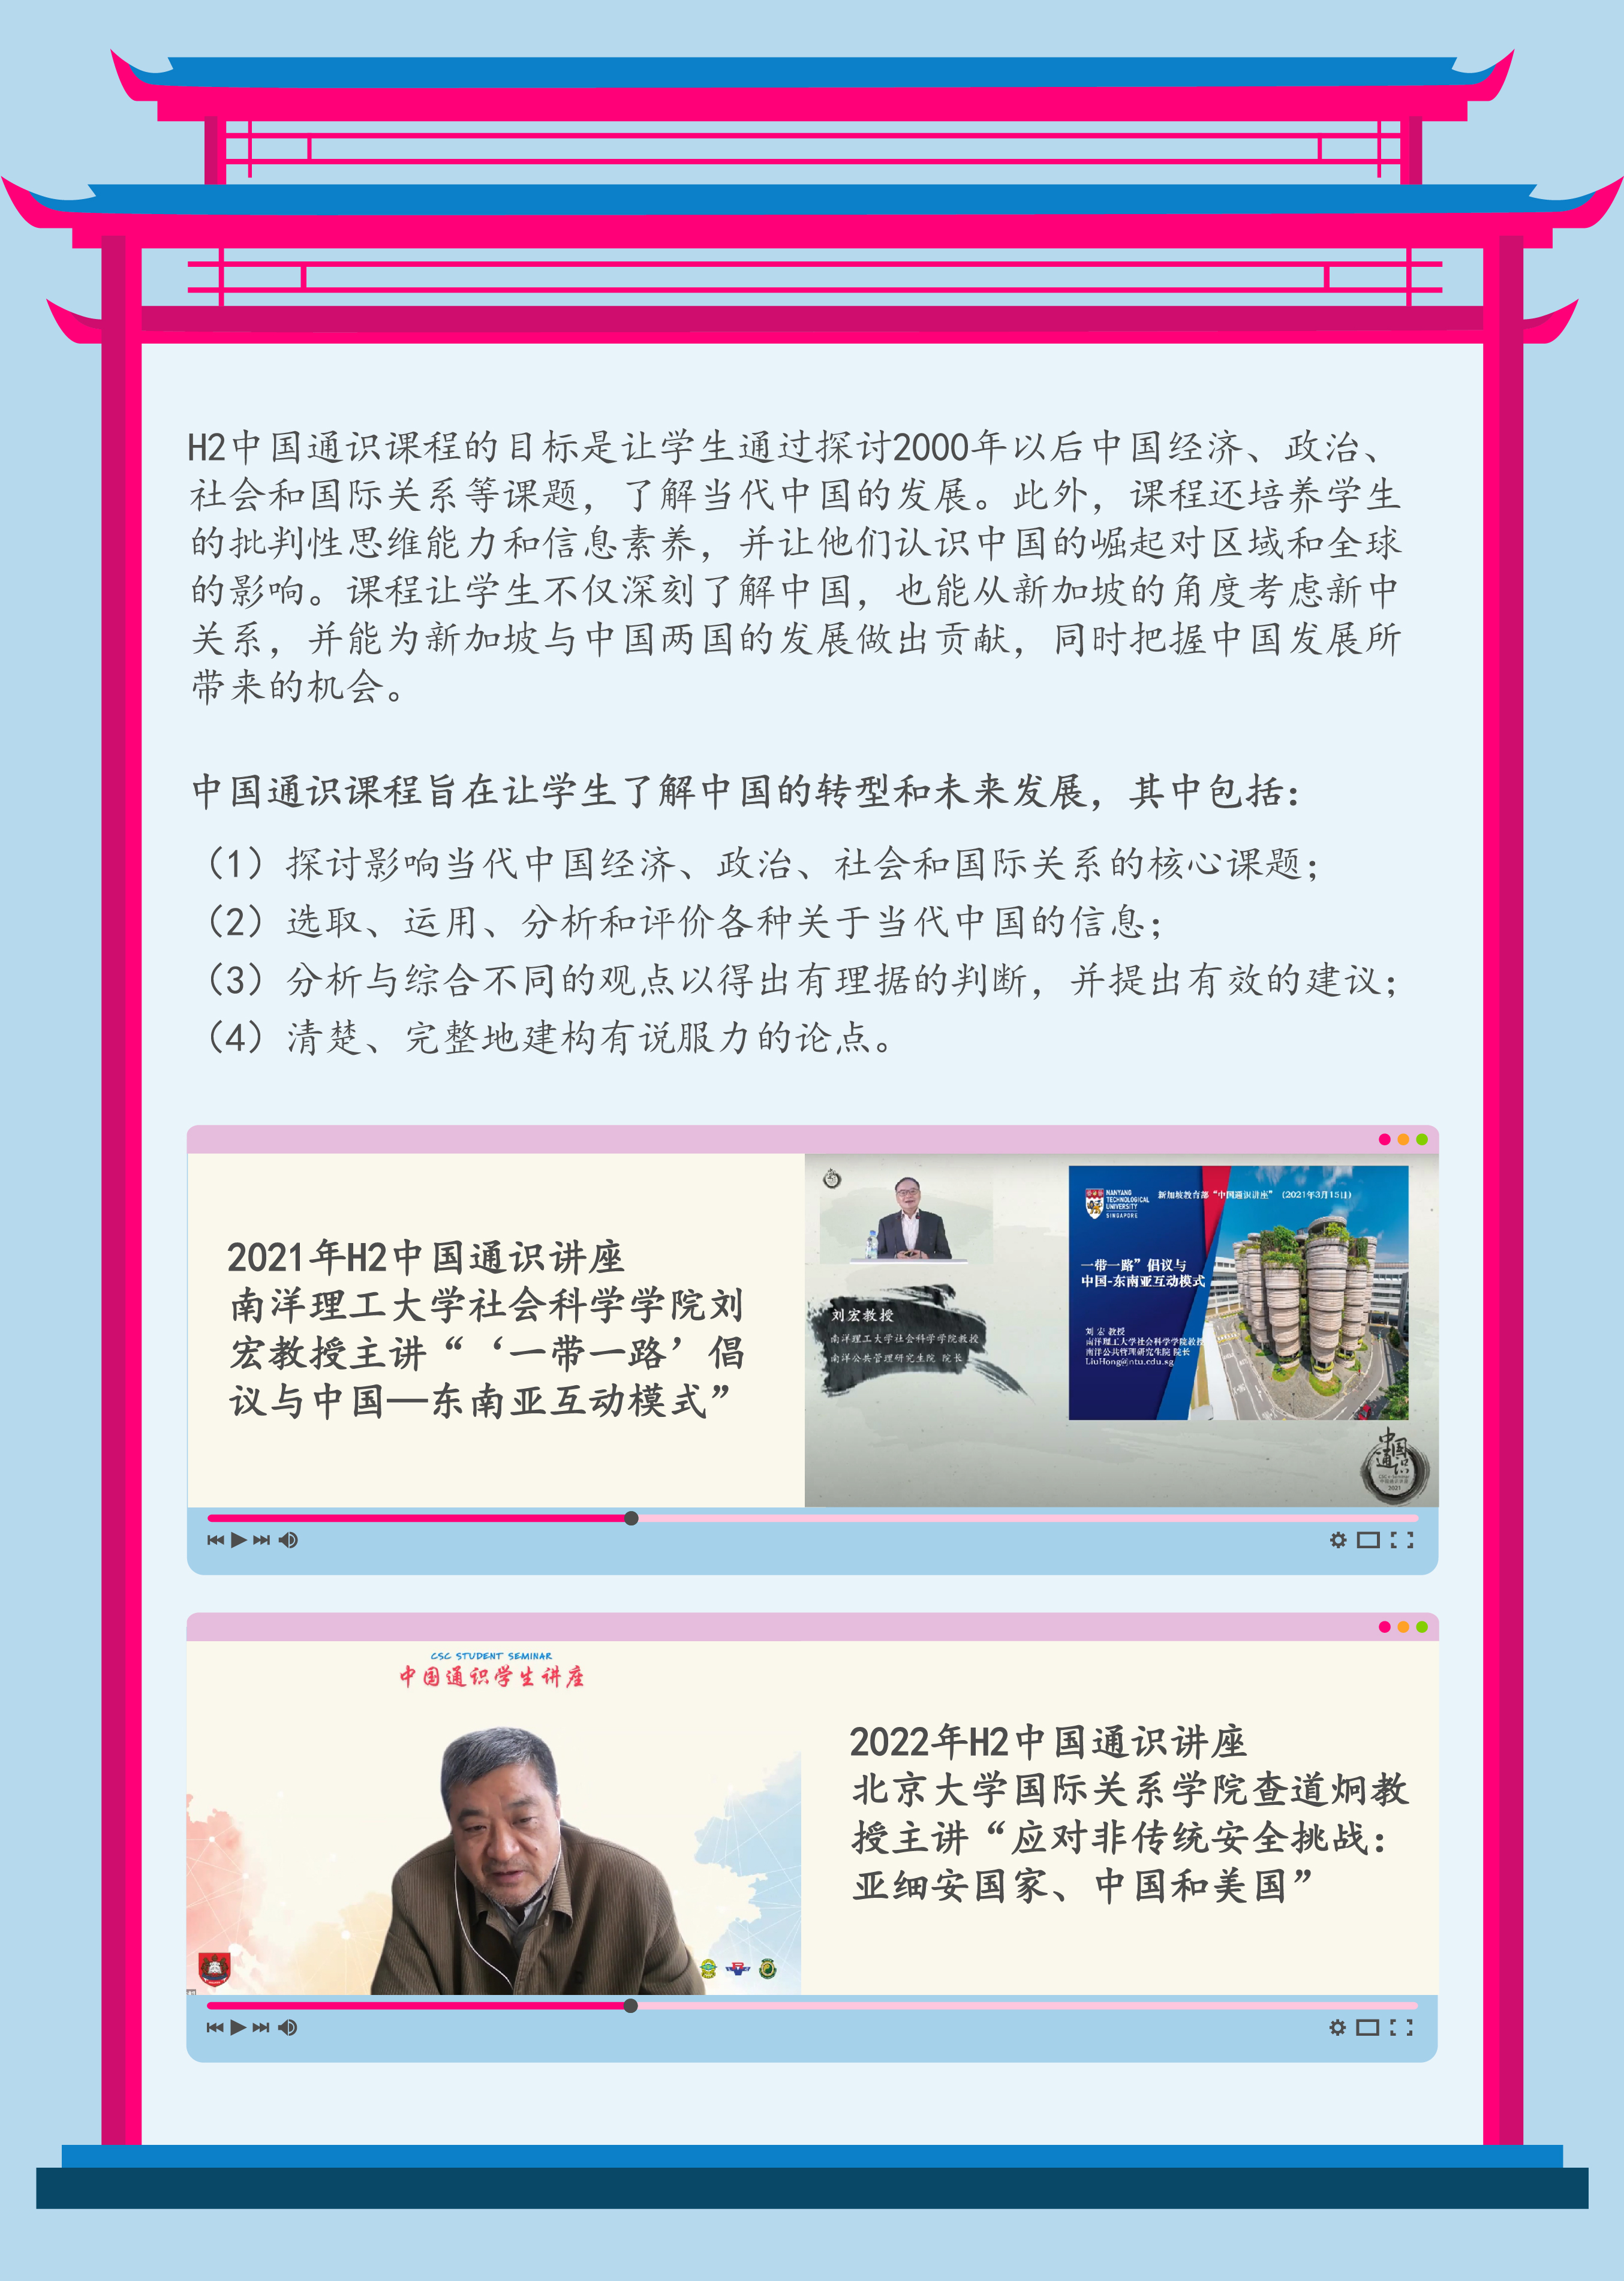 H2中国通识课程的目标是让学生通过探讨2000年以后中国经济、政治、
社会和国际关系等课题，了解当代中国的发展。此外，课程还培养学生
的批判性思维能力和信息素养，并让他们认识中国的崛起对区域和全球
的影响。课程让学生不仅深刻了解中国，也能从新加坡的角度考虑新中
关系，并能为新加坡与中国两国的发展做出贡献，同时把握中国发展所
带来的机会。
中国通识课程旨在让学生了解中国的转型和未来发展，其中包括：
（1）探讨影响当代中国经济、政治、社会和国际关系的核心课题；
（2）选取、运用、分析和评价各种关于当代中国的信息；
（3）分析与综合不同的观点以得出有理据的判断，并提出有效的建议；
（4）清楚、完整地建构有说服力的论点。
2021年H2中国通识讲座
南洋理工大学社会科学学院刘
宏教授主讲“‘一带一路’倡
议与中国—东南亚互动模式”
刘宏教授
南洋理工大学社会科学学院教授
南洋公共管理研究生院 院长
NANYANG
TECHNOLOGICAL
UNIVERSITY
SINGAPORE
新加坡教育部“中国通识讲座”（2021年3月15日）
一带一路”倡议与
中国-东南亚互动模式
刘 宏 教授
南洋理工大学社会科学学院教授
南洋公共管理研究生院 院长
LiuHong@ntu.edu.sg
中国
通识
2021
CSC STUDENT SEMINAR
中国通识学生讲座
2022年H2中国通识讲座
北京大学国际关系学院查道炯教
授主讲“应对非传统安全挑战：
亚细安国家、中国和美国”